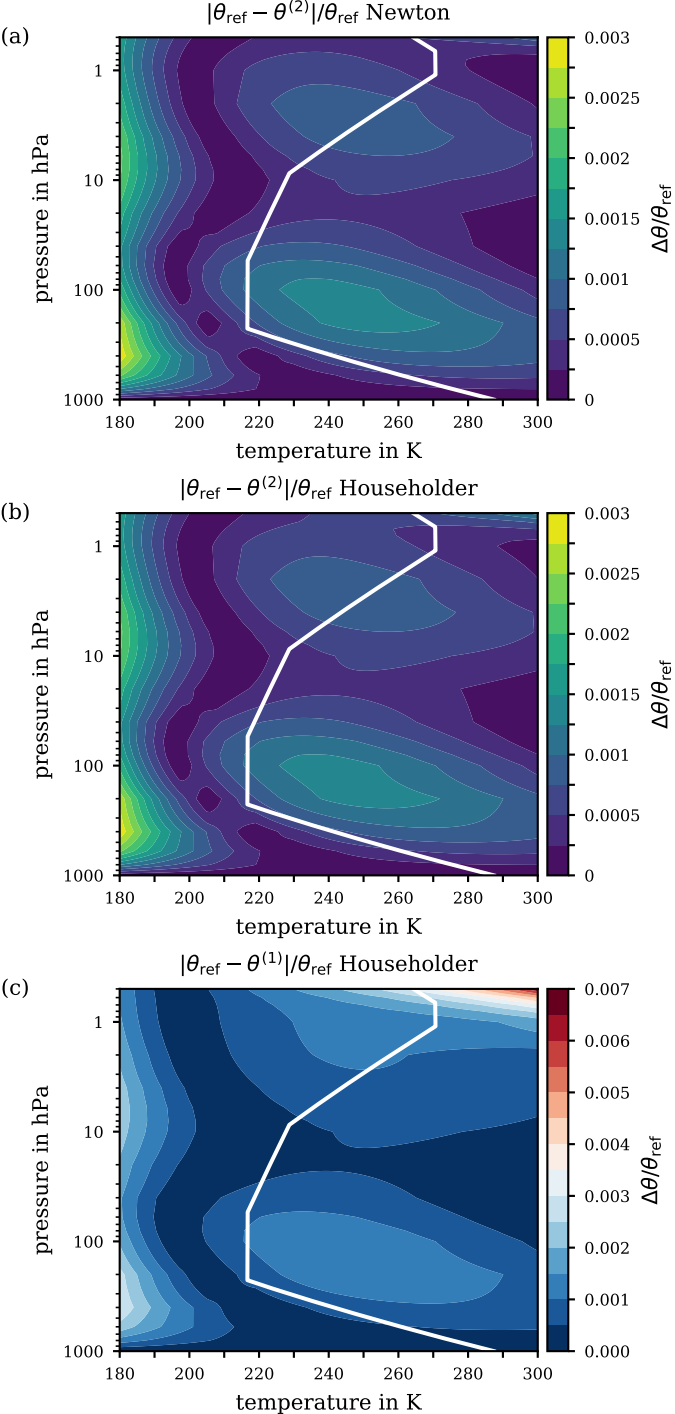 |θref − θ(2)|/θref Newton
(a)
0.003
0.0025
0.002
0.0015
0.001
0.0005
0
Δθ/θref
1
10
100
1000
pressure in hPa
180 200 220 240 260 280 300
temperature in K
|θref − θ(2)|/θref Householder
(b)
0.003
0.0025
0.002
0.0015
0.001
0.0005
0
Δθ/θref
1
10
100
1000
pressure in hPa
180 200 220 240 260 280 300
temperature in K
|θref − θ(1)|/θref Householder
(c)
0.007
0.006
0.005
0.004
0.003
0.002
0.001
0.000
Δθ/θref
1
10
100
1000
pressure in hPa
180 200 220 240 260 280 300
temperature in K